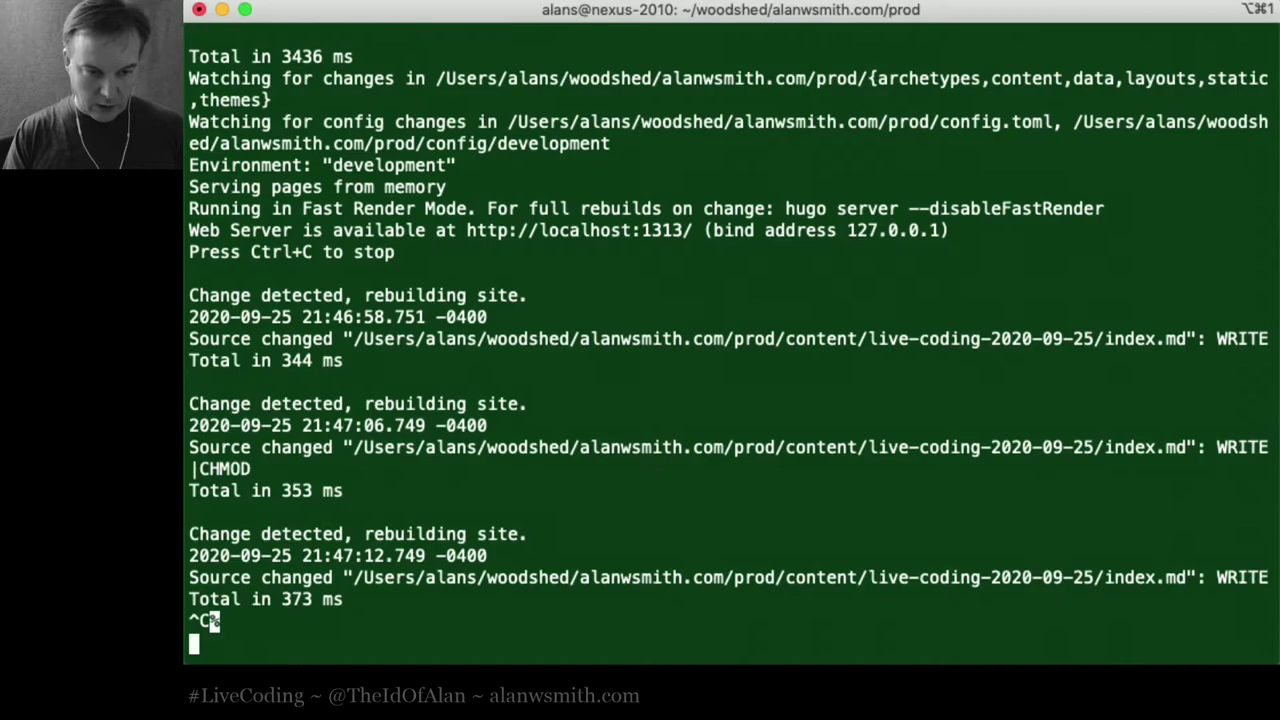 alans@nexus-2010: ~/woodshed/alanwsmith.com/prod
⌥⌘1
Total in 3436 ms
Watching for changes in /Users/alans/woodshed/alanwsmith.com/prod/{archetypes,content,data,layouts,static
,themes}
Watching for config changes in /Users/alans/woodshed/alanwsmith.com/prod/config.toml, /Users/alans/woodsh
ed/alanwsmith.com/prod/config/development
Environment: "development"
Serving pages from memory
Running in Fast Render Mode. For full rebuilds on change: hugo server --disableFastRender
Web Server is available at http://localhost:1313/ (bind address 127.0.0.1)
Press Ctrl+C to stop
Change detected, rebuilding site.
2020-09-25 21:46:58.751 -0400
Source changed "/Users/alans/woodshed/alanwsmith.com/prod/content/live-coding-2020-09-25/index.md": WRITE
Total in 344 ms
Change detected, rebuilding site.
2020-09-25 21:47:06.749 -0400
Source changed "/Users/alans/woodshed/alanwsmith.com/prod/content/live-coding-2020-09-25/index.md": WRITE
|CHMOD
Total in 353 ms
Change detected, rebuilding site.
2020-09-25 21:47:12.749 -0400
Source changed "/Users/alans/woodshed/alanwsmith.com/prod/content/live-coding-2020-09-25/index.md": WRITE
Total in 373 ms
^C%
#LiveCoding ~ @TheIdOfAlan ~ alanwsmith.com